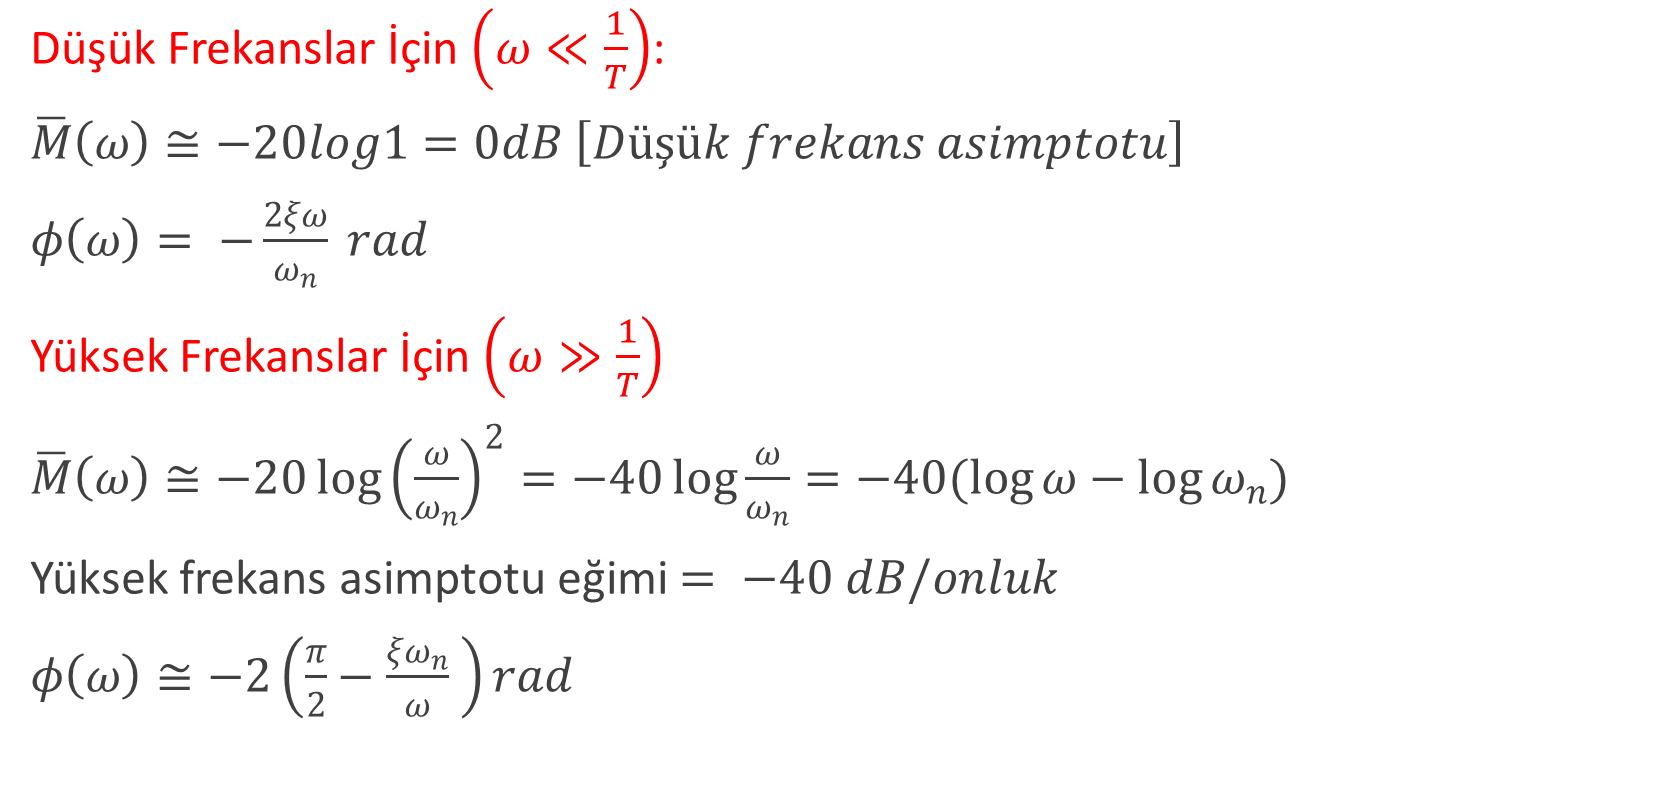 Düşük Frekanslar İçin (ω ≪ 1/T):
M̅(ω) ≅ −20log1 = 0dB [Düşük frekans asimptotu]
ϕ(ω) = −2ξω/ωₙ rad
Yüksek Frekanslar İçin (ω ≫ 1/T)
M̅(ω) ≅ −20 log(ω/ωₙ)² = −40 log ω/ωₙ = −40(log ω − log ωₙ)
Yüksek frekans asimptotu eğimi = −40 dB/onluk
ϕ(ω) ≅ −2(π/2 − ξωₙ/ω) rad